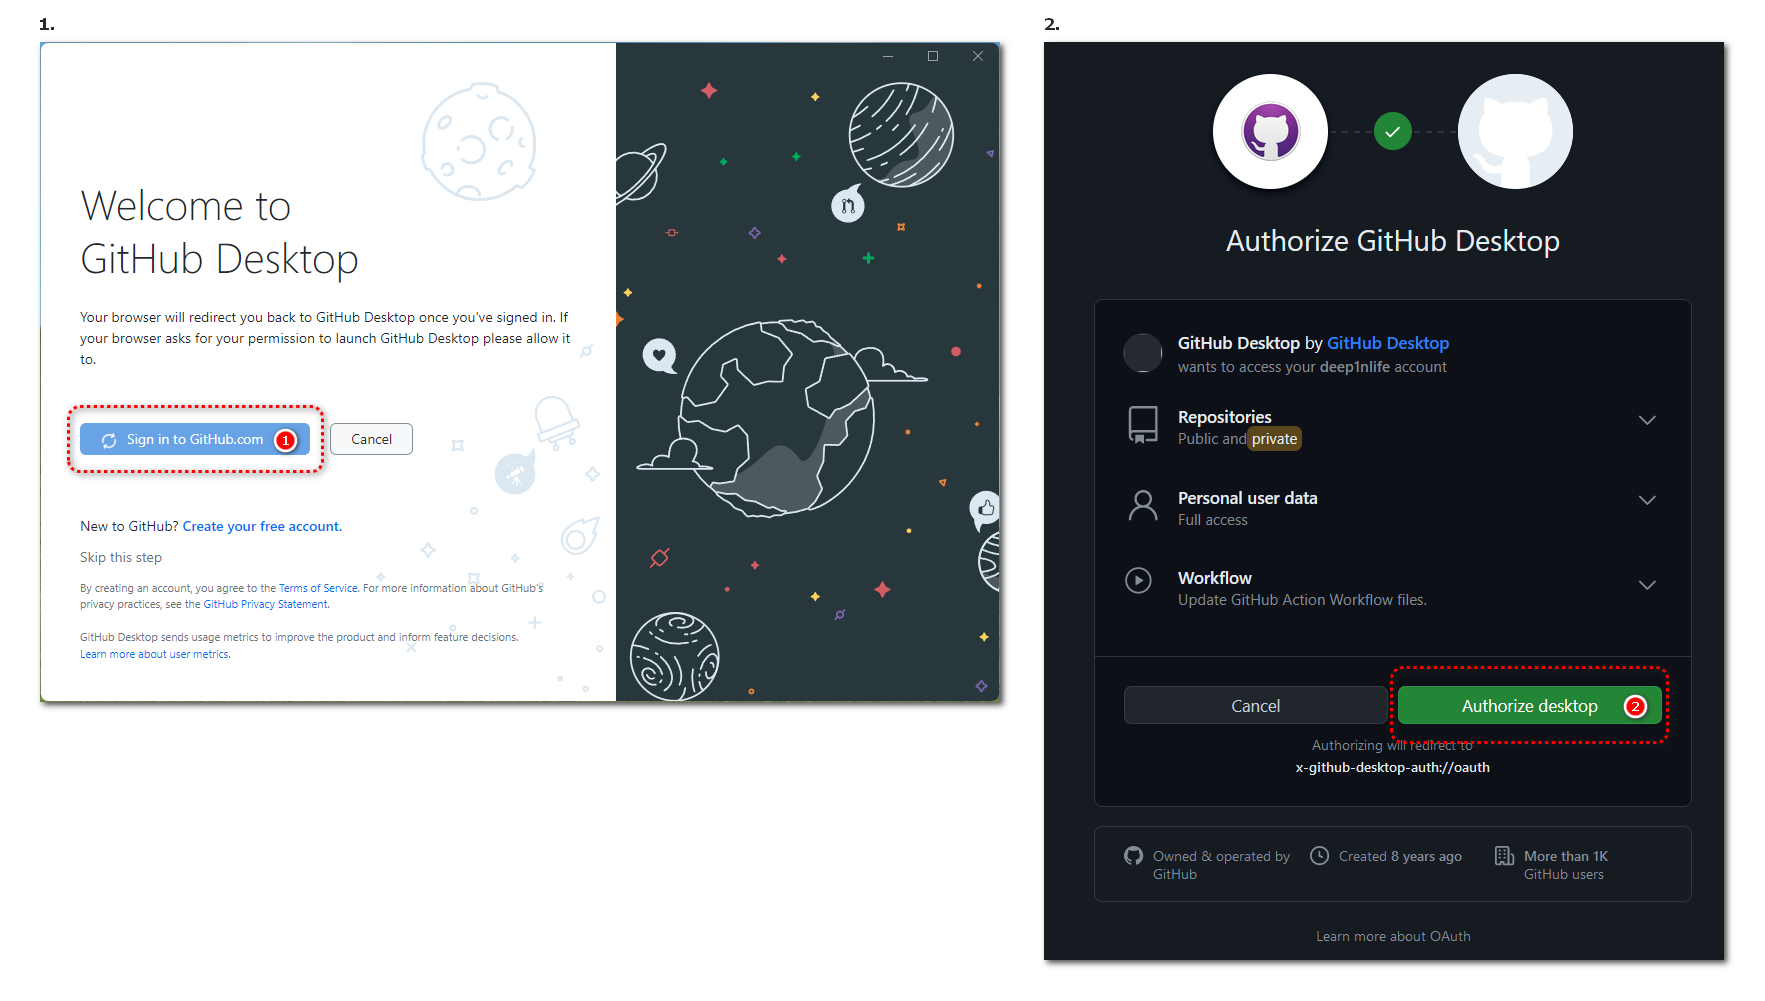 1.
Welcome to
GitHub Desktop
Your browser will redirect you back to GitHub Desktop once you've signed in. If
your browser asks for your permission to launch GitHub Desktop please allow it
to.
Sign in to GitHub.com 1
Cancel
New to GitHub? Create your free account.
Skip this step
By creating an account, you agree to the Terms of Service. For more information about GitHub's
privacy practices, see the GitHub Privacy Statement.
GitHub Desktop sends usage metrics to improve the product and inform feature decisions.
Learn more about user metrics.
2.
Authorize GitHub Desktop
GitHub Desktop by GitHub Desktop
wants to access your deep1nlife account
Repositories
Public and private
Personal user data
Full access
Workflow
Update GitHub Action Workflow files.
Cancel
Authorize desktop 2
Authorizing will redirect to
x-github-desktop-auth://oauth
Owned & operated by
GitHub
Created 8 years ago
More than 1K
GitHub users
Learn more about OAuth